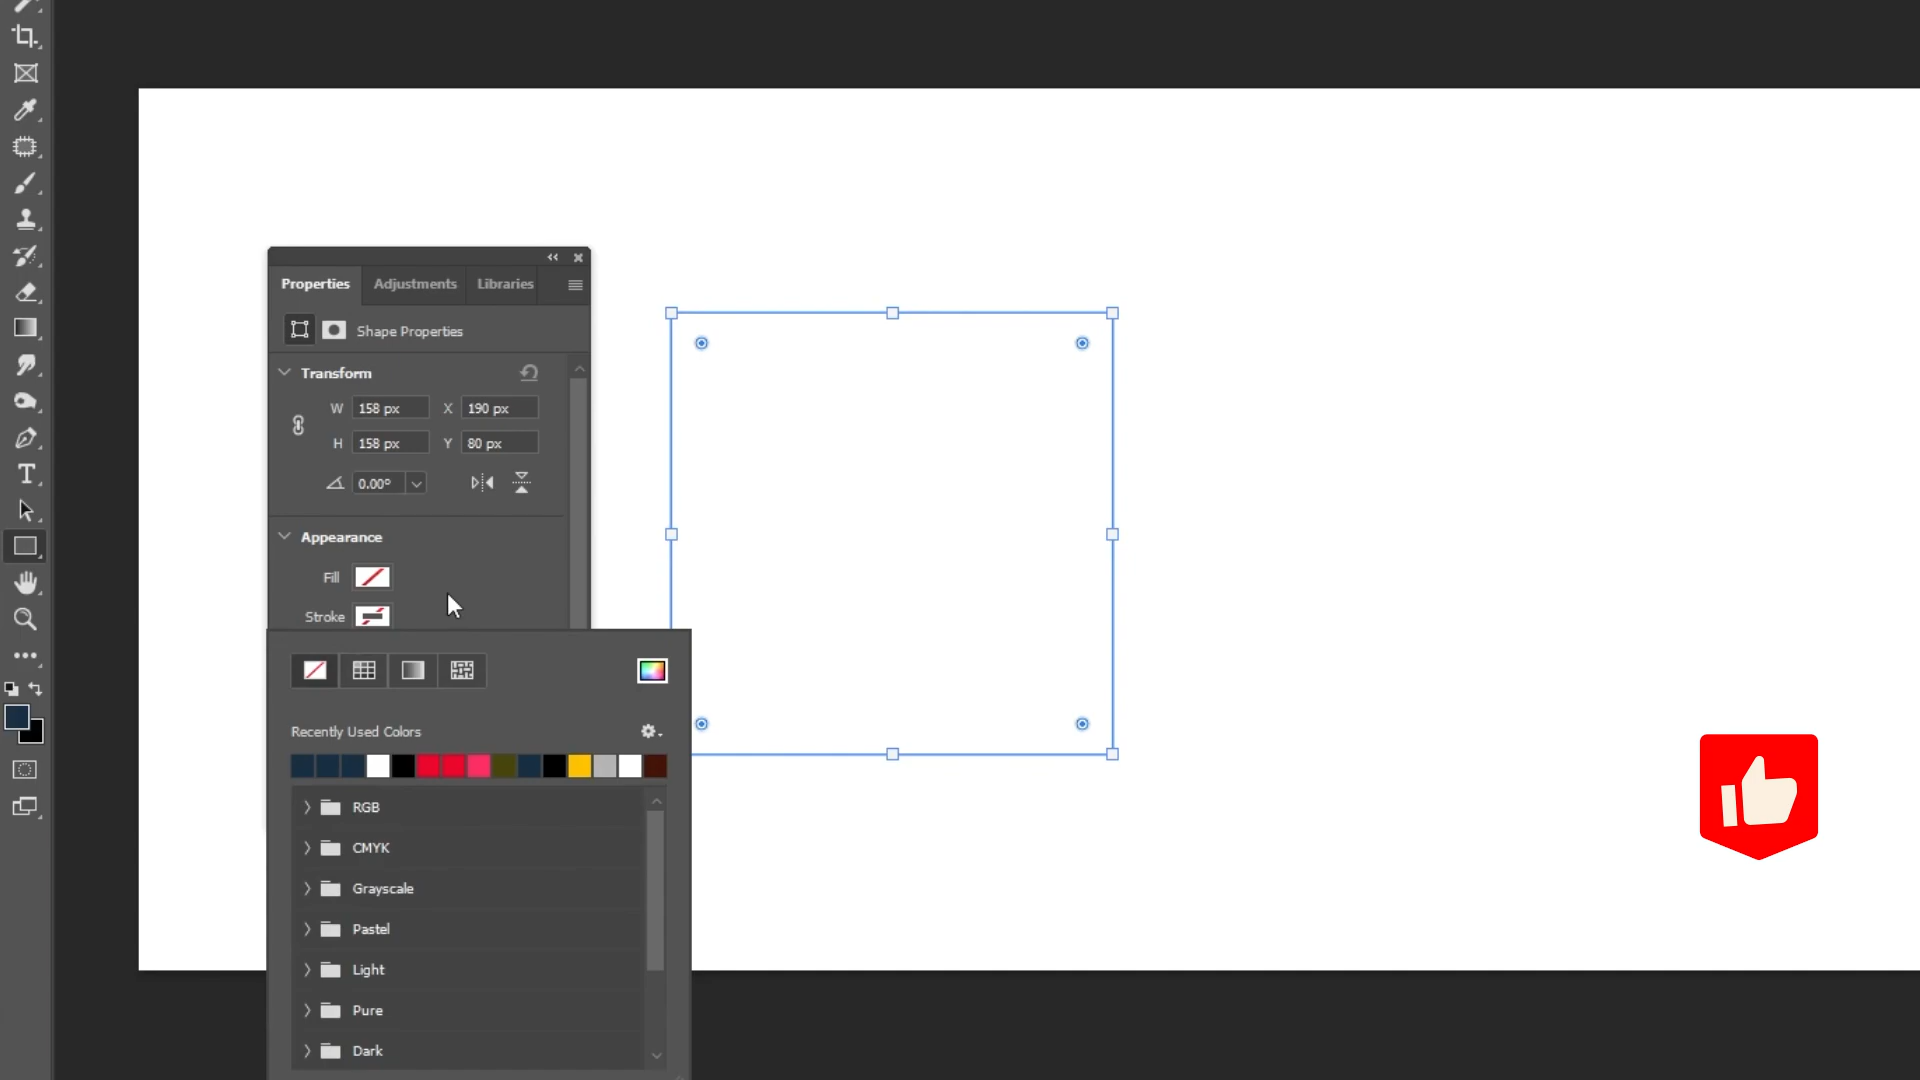 Properties Adjustments Libraries
Shape Properties
Transform
W 158 px X 190 px
H 158 px Y 80 px
0.00°
Appearance
Fill
Stroke
Recently Used Colors
RGB
CMYK
Grayscale
Pastel
Light
Pure
Dark